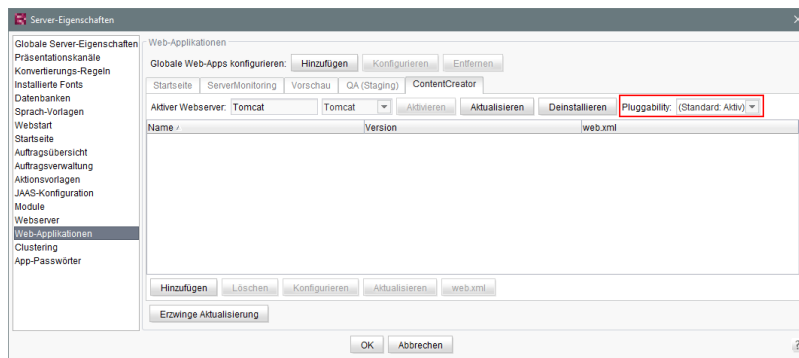 Server-Eigenschaften
Globale Server-Eigenschaften
Präsentationskanäle
Konvertierungs-Regeln
Installierte Fonts
Datenbanken
Sprach-Vorlagen
Webstart
Startseite
Auftragsübersicht
Auftragsverwaltung
Aktionsvorlagen
JAAS-Konfiguration
Module
Webserver
Web-Applikationen
Clustering
App-Passwörter
Web-Applikationen
Globale Web-Apps konfigurieren: Hinzufügen Konfigurieren Entfernen
Startseite ServerMonitoring Vorschau QA (Staging) ContentCreator
Aktiver Webserver: Tomcat Tomcat Aktivieren Aktualisieren Deinstallieren Pluggability: (Standard: Aktiv)
Name Version web.xml
Hinzufügen Löschen Konfigurieren Aktualisieren web.xml
Erzwinge Aktualisierung
OK Abbrechen ?